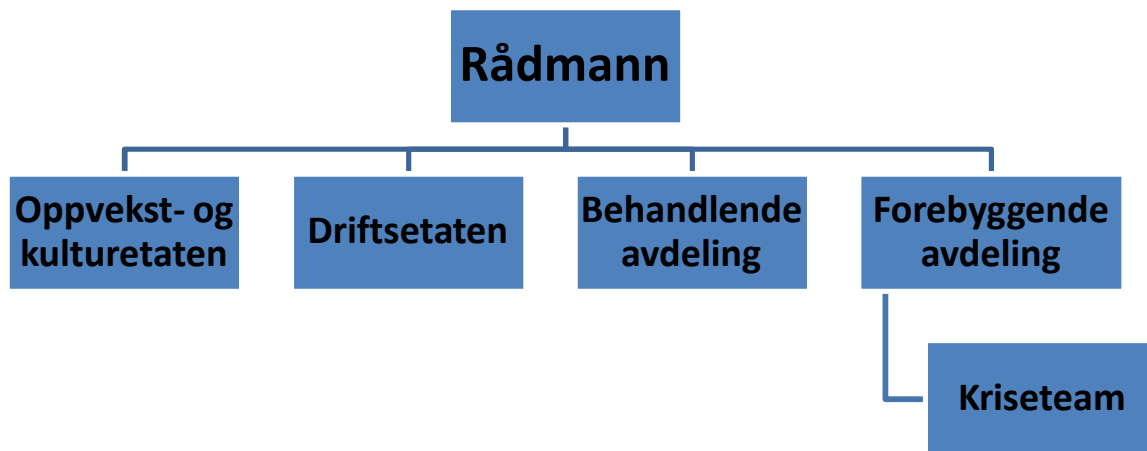 Rådmann
Oppvekst- og
kulturetaten
Driftsetaten
Behandlende
avdeling
Forebyggende
avdeling
Kriseteam